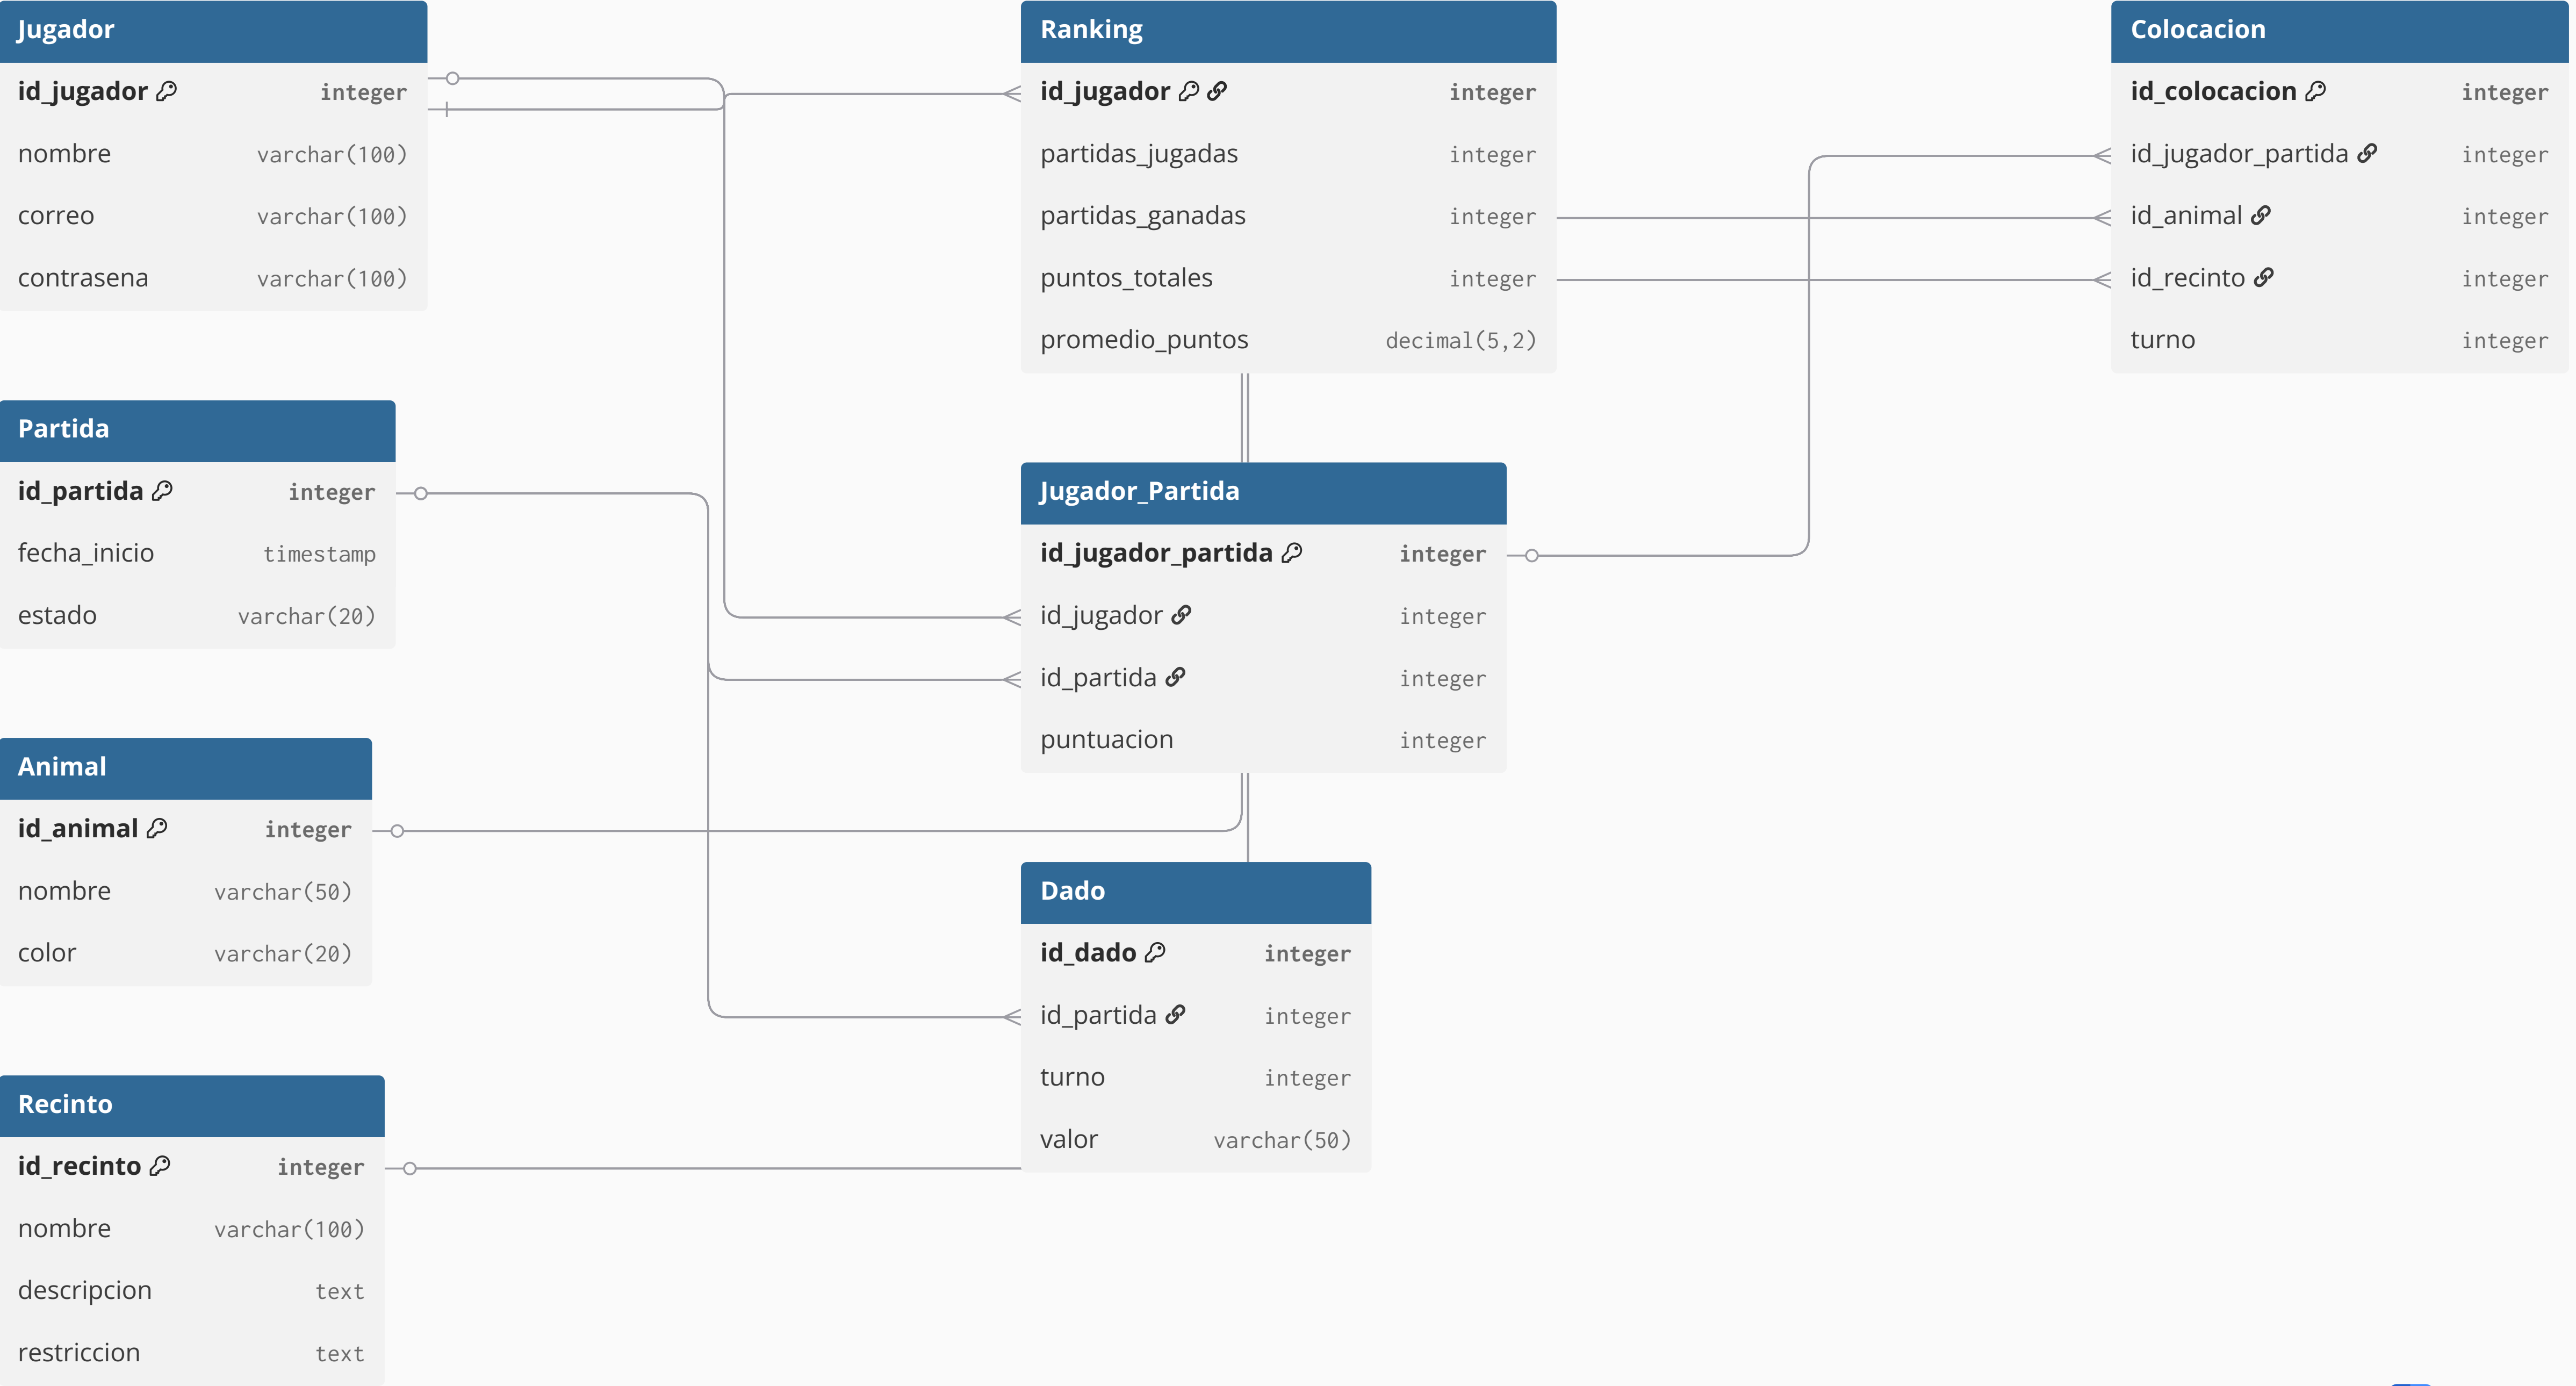 Jugador
id_jugador integer
nombre varchar(100)
correo varchar(100)
contrasena varchar(100)
Partida
id_partida integer
fecha_inicio timestamp
estado varchar(20)
Animal
id_animal integer
nombre varchar(50)
color varchar(20)
Recinto
id_recinto integer
nombre varchar(100)
descripcion text
restriccion text
Ranking
id_jugador integer
partidas_jugadas integer
partidas_ganadas integer
puntos_totales integer
promedio_puntos decimal(5,2)
Jugador_Partida
id_jugador_partida integer
id_jugador integer
id_partida integer
puntuacion integer
Dado
id_dado integer
id_partida integer
turno integer
valor varchar(50)
Colocacion
id_colocacion integer
id_jugador_partida integer
id_animal integer
id_recinto integer
turno integer